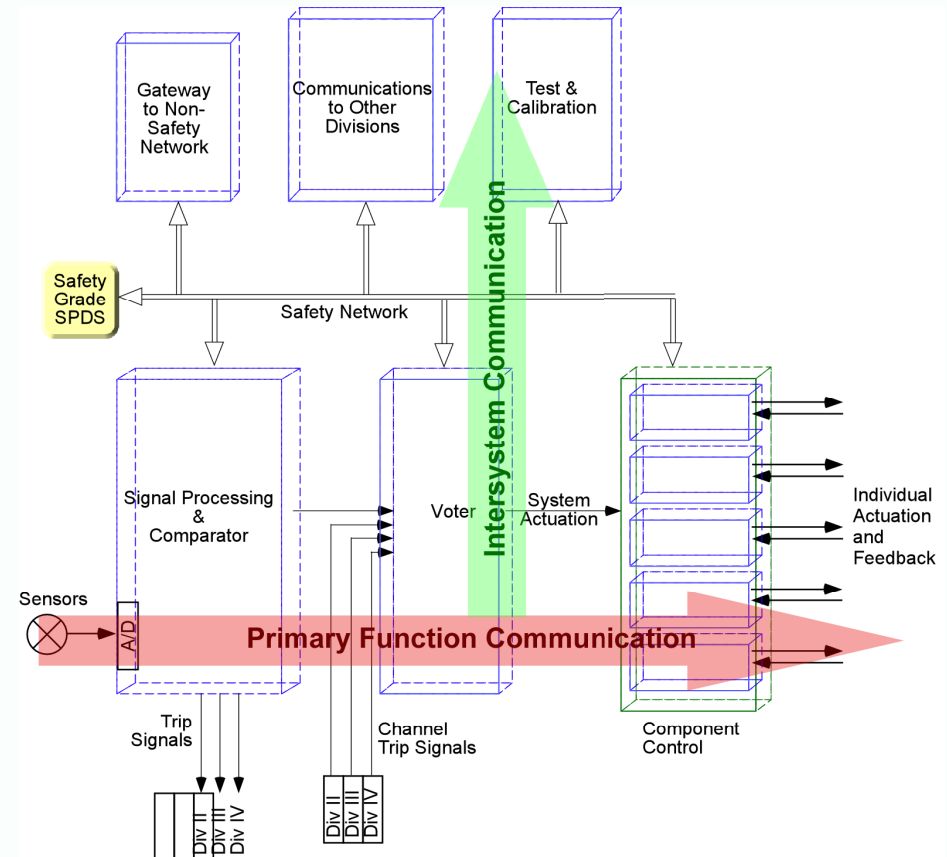 Gateway
to Non-
Safety
Network
Communications
to Other
Divisions
Test &
Calibration
Safety
Grade
SPDS
Safety Network
Intersystem Communication
Signal Processing
&
Comparator
Voter
System
Actuation
Individual
Actuation
and
Feedback
Sensors
A/D
Primary Function Communication
Trip
Signals
Channel
Trip Signals
Component
Control
Div II
Div III
Div IV
Div II
Div III
Div IV